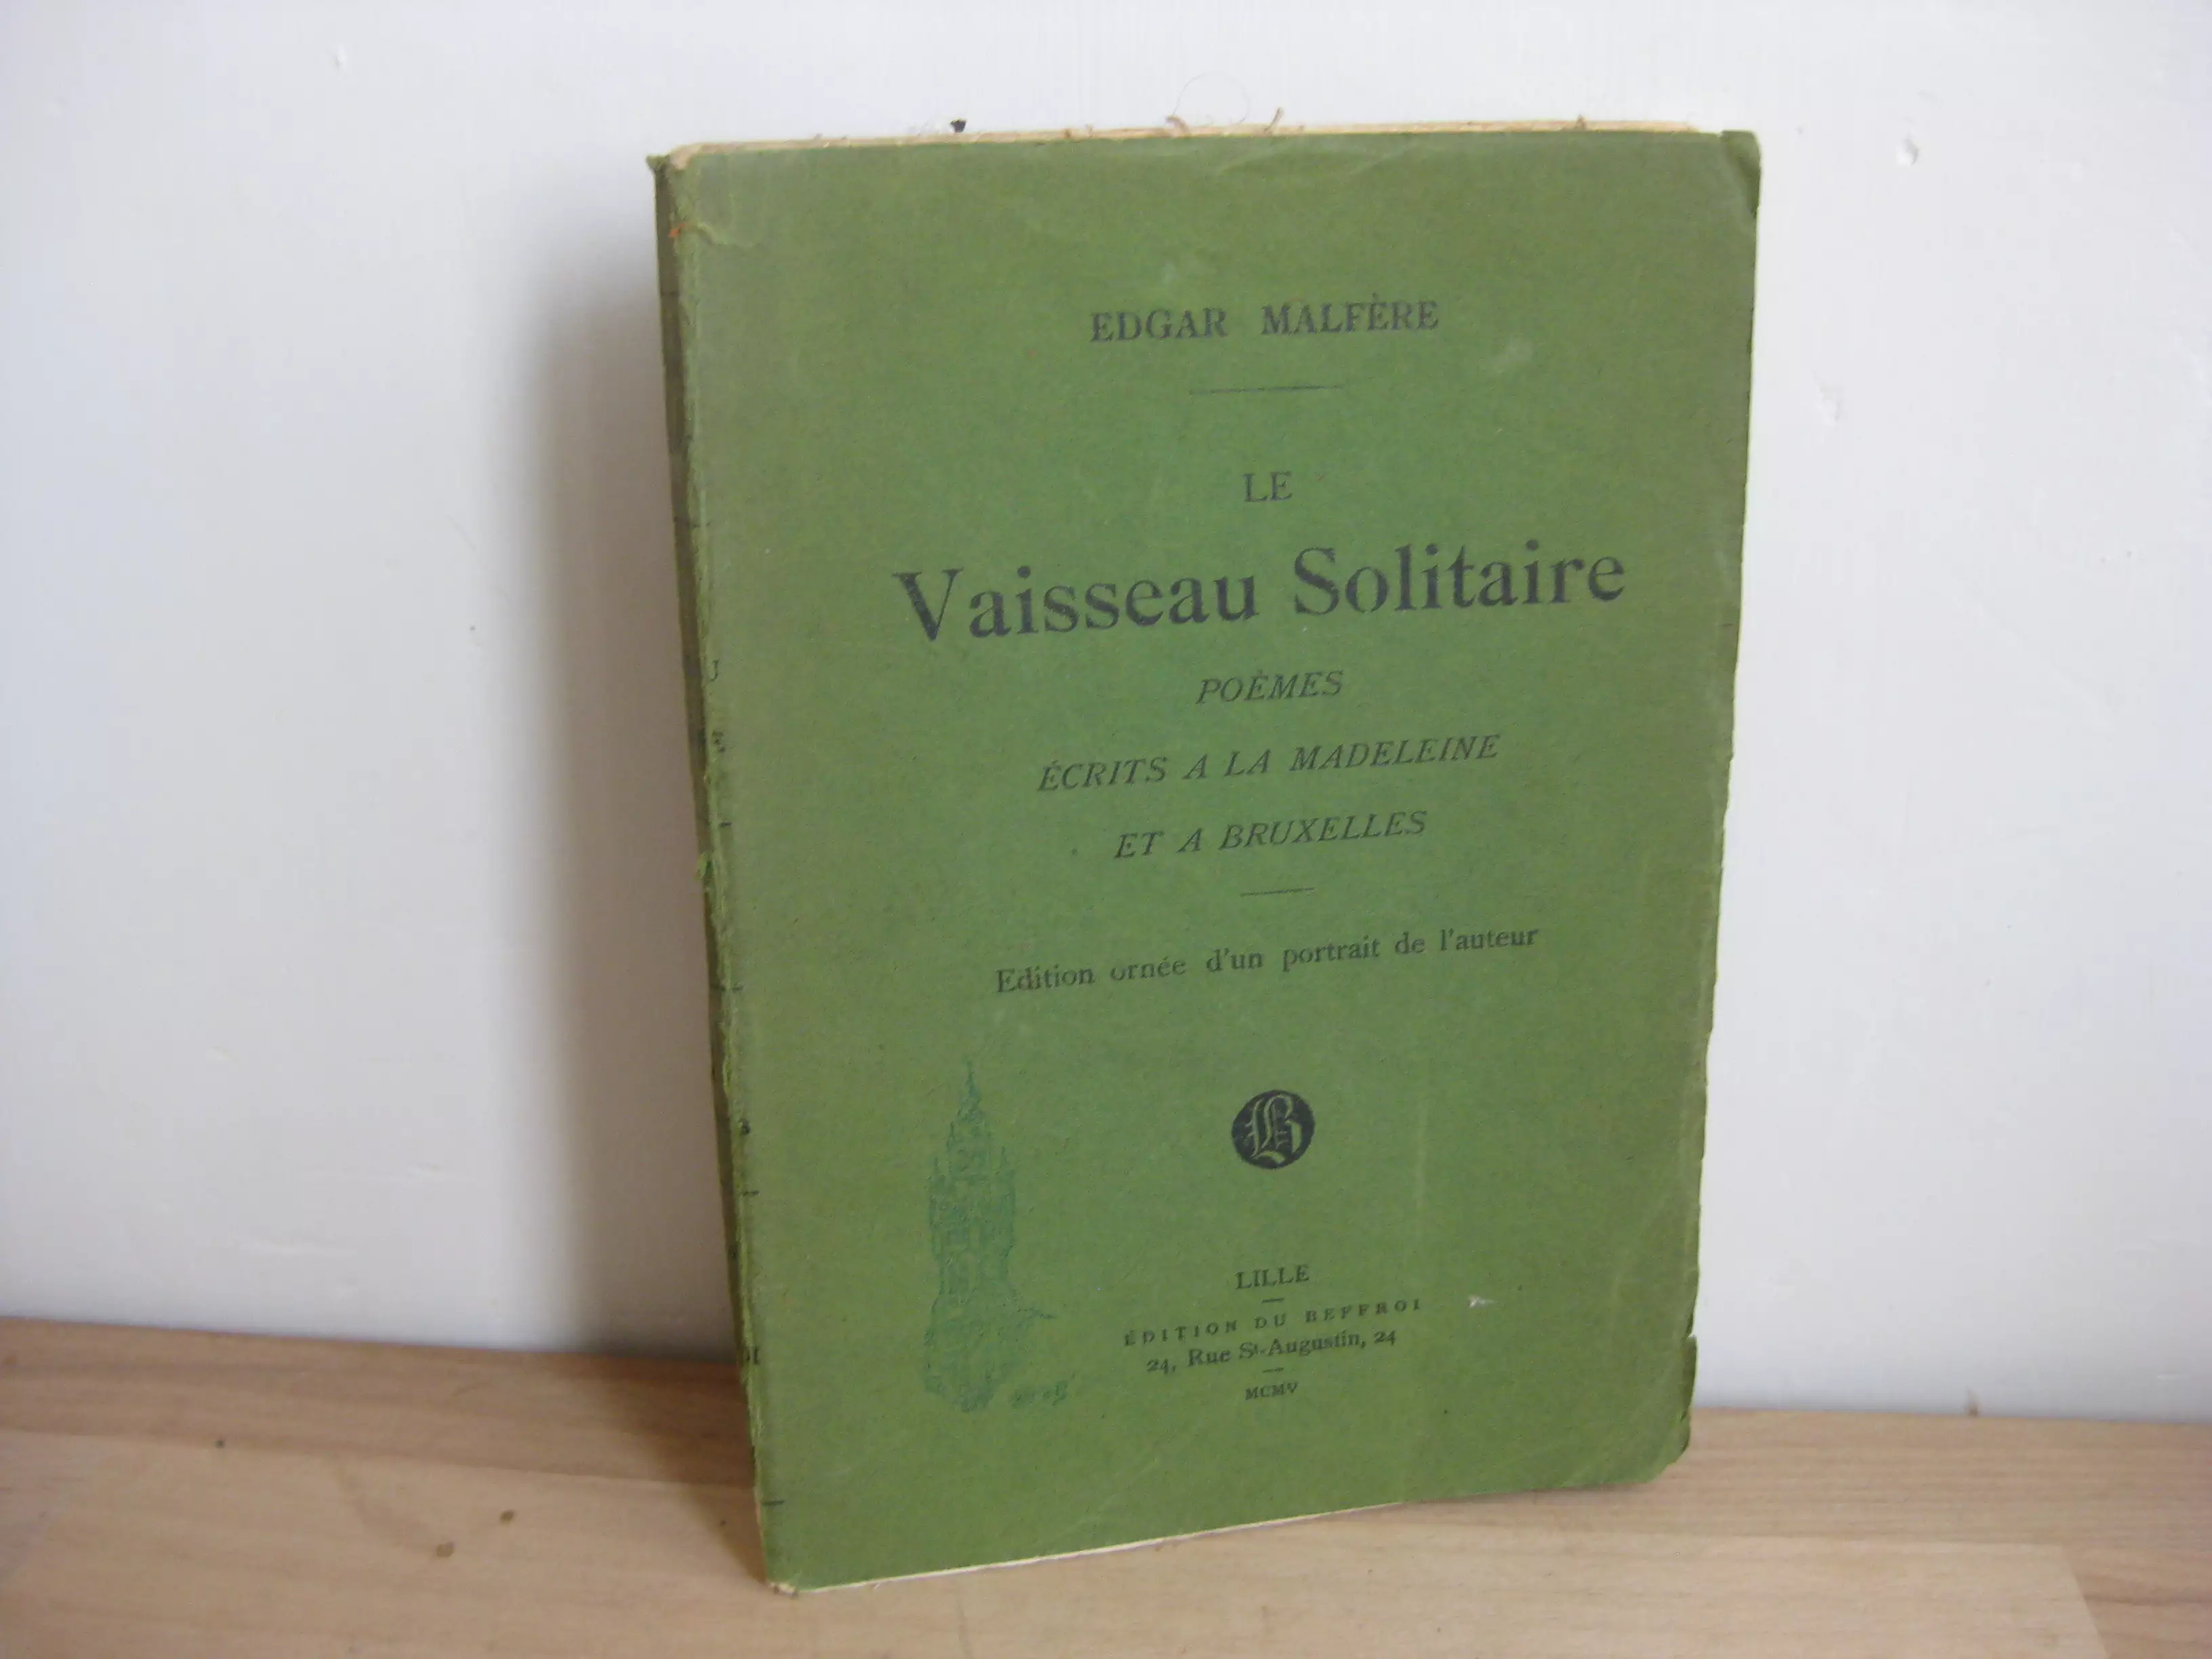 EDGAR MALFÈRE
LE
Vaisseau Solitaire
POÈMES
ÉCRITS A LA MADELEINE
ET A BRUXELLES
Edition ornée d'un portrait de l'auteur
B
LILLE
ÉDITION DU BEFFROI
24, Rue St-Augustin, 24
MCMV